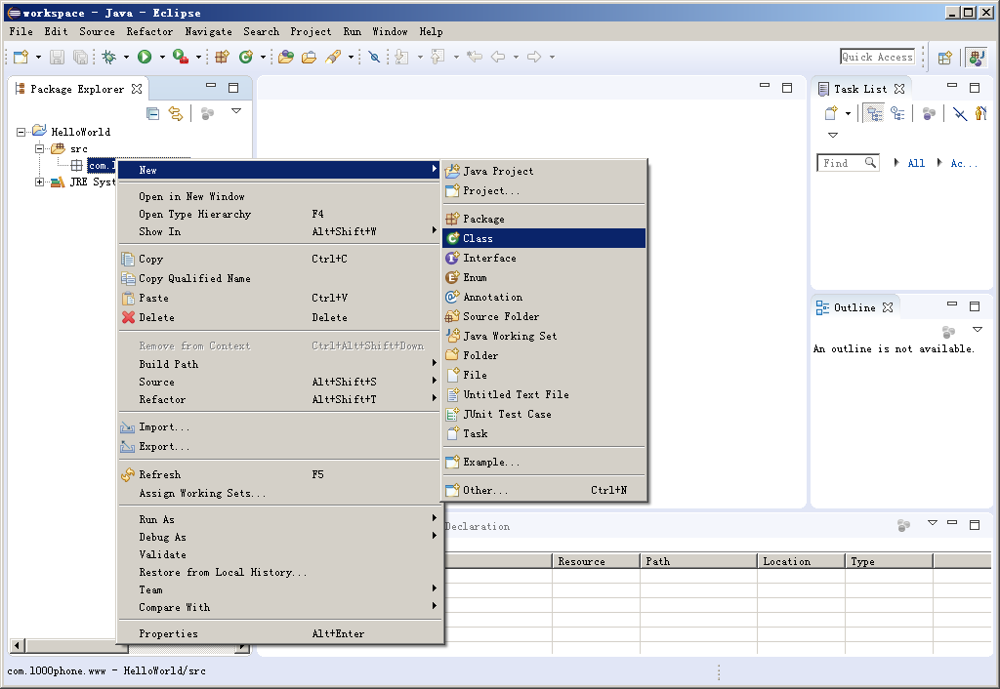 workspace - Java - Eclipse
File Edit Source Refactor Navigate Search Project Run Window Help
Quick Access
Package Explorer
HelloWorld
src
com.1
JRE Syst
New
Open in New Window
Open Type Hierarchy F4
Show In Alt+Shift+W
Copy Ctrl+C
Copy Qualified Name
Paste Ctrl+V
Delete Delete
Remove from Context Ctrl+Alt+Shift+Down
Build Path
Source Alt+Shift+S
Refactor Alt+Shift+T
Import...
Export...
Refresh F5
Assign Working Sets...
Run As
Debug As
Validate
Restore from Local History...
Team
Compare With
Properties Alt+Enter
Java Project
Project...
Package
Class
Interface
Enum
Annotation
Source Folder
Java Working Set
Folder
File
Untitled Text File
JUnit Test Case
Task
Example...
Other... Ctrl+N
Task List
Find All Ac...
Outline
An outline is not available.
Declaration
Resource Path Location Type
com.1000phone.www - HelloWorld/src